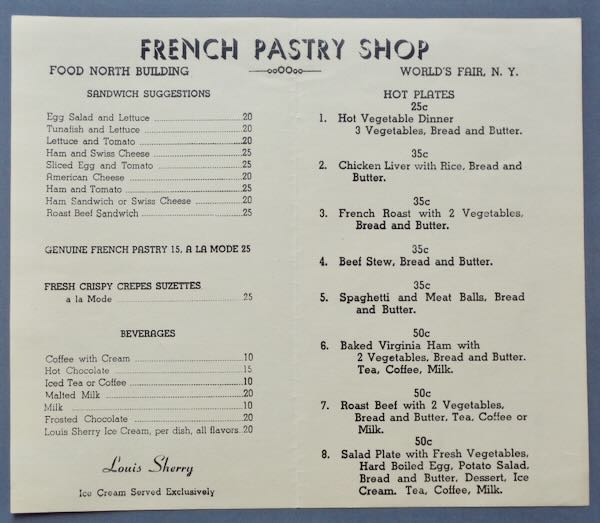 FRENCH PASTRY SHOP
FOOD NORTH BUILDING
WORLD'S FAIR, N. Y.
SANDWICH SUGGESTIONS
Egg Salad and Lettuce 20
Tunafish and Lettuce 20
Lettuce and Tomato 20
Ham and Swiss Cheese 25
Sliced Egg and Tomato 25
American Cheese 20
Ham and Tomato 25
Ham Sandwich or Swiss Cheese 20
Roast Beef Sandwich 25
GENUINE FRENCH PASTRY 15, A LA MODE 25
FRESH CRISPY CREPES SUZETTES
a la Mode 25
BEVERAGES
Coffee with Cream 10
Hot Chocolate 15
Iced Tea or Coffee 10
Malted Milk 20
Milk 10
Frosted Chocolate 20
Louis Sherry Ice Cream, per dish, all flavors 20
Louis Sherry
Ice Cream Served Exclusively
HOT PLATES
25c
1. Hot Vegetable Dinner
3 Vegetables, Bread and Butter.
35c
2. Chicken Liver with Rice, Bread and
Butter.
35c
3. French Roast with 2 Vegetables,
Bread and Butter.
35c
4. Beef Stew, Bread and Butter.
35c
5. Spaghetti and Meat Balls, Bread
and Butter.
50c
6. Baked Virginia Ham with
2 Vegetables, Bread and Butter.
Tea, Coffee, Milk.
50c
7. Roast Beef with 2 Vegetables,
Bread and Butter, Tea, Coffee or
Milk.
50c
8. Salad Plate with Fresh Vegetables,
Hard Boiled Egg, Potato Salad,
Bread and Butter, Dessert, Ice
Cream. Tea, Coffee, Milk.